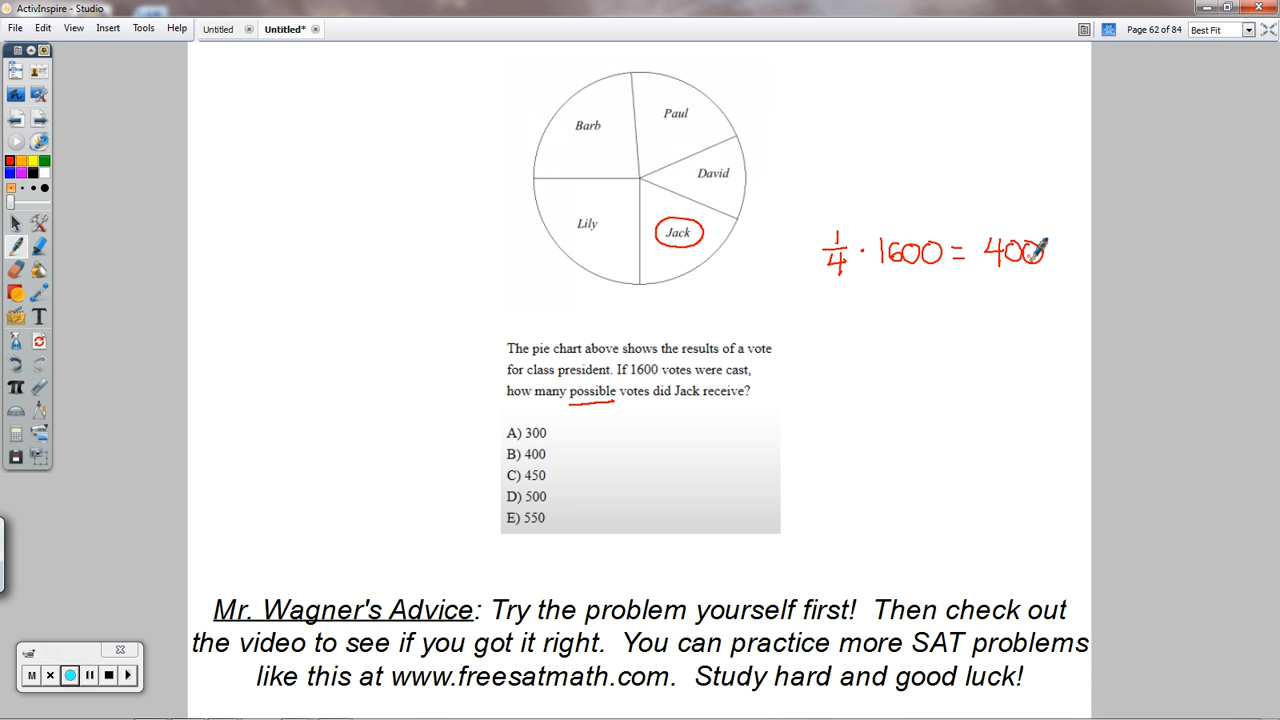 ActivInspire - Studio
File Edit View Insert Tools Help
Untitled Untitled*
Page 62 of 84 Best Fit
Barb
Paul
David
Lily
Jack
1/4 · 1600 = 400
The pie chart above shows the results of a vote
for class president. If 1600 votes were cast,
how many possible votes did Jack receive?
A) 300
B) 400
C) 450
D) 500
E) 550
Mr. Wagner's Advice: Try the problem yourself first! Then check out
the video to see if you got it right. You can practice more SAT problems
like this at www.freesatmath.com. Study hard and good luck!
M